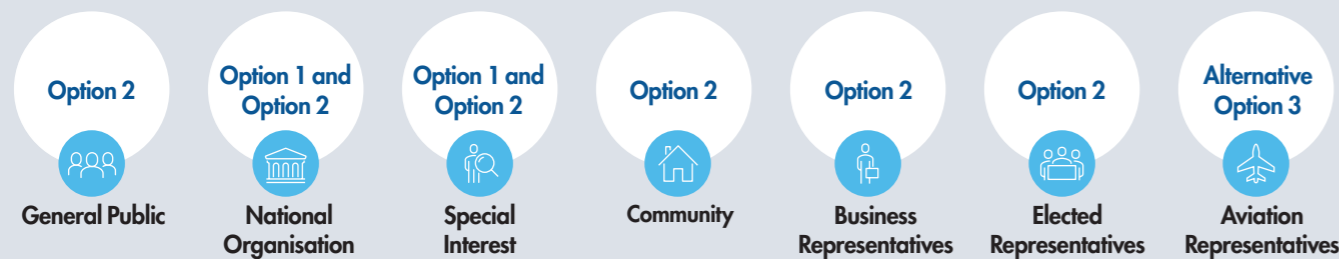 Option 2
General Public
Option 1 and
Option 2
National
Organisation
Option 1 and
Option 2
Special
Interest
Option 2
Community
Option 2
Business
Representatives
Option 2
Elected
Representatives
Alternative
Option 3
Aviation
Representatives